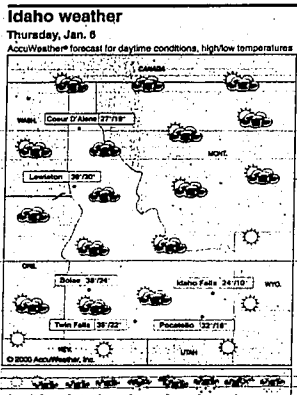 Idaho weather
Thursday, Jan. 6
AccuWeather® forecast for daytime conditions, high/low temperatures
CANADA
WASH.
Coeur D'Alene 27°/19°
MONT.
Lewiston 38°/30°
ORE.
Boise 38°/24°
Idaho Falls 24°/10°
WYO.
Twin Falls 36°/22°
Pocatello 32°/18°
NEV.
UTAH
© 2000 AccuWeather, Inc.